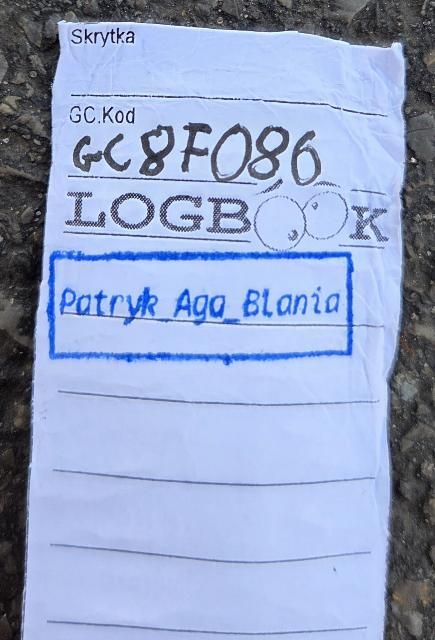 Skrytka
GC.Kod
GC8F086
LOGBOOK
Patryk_Aga_Blania